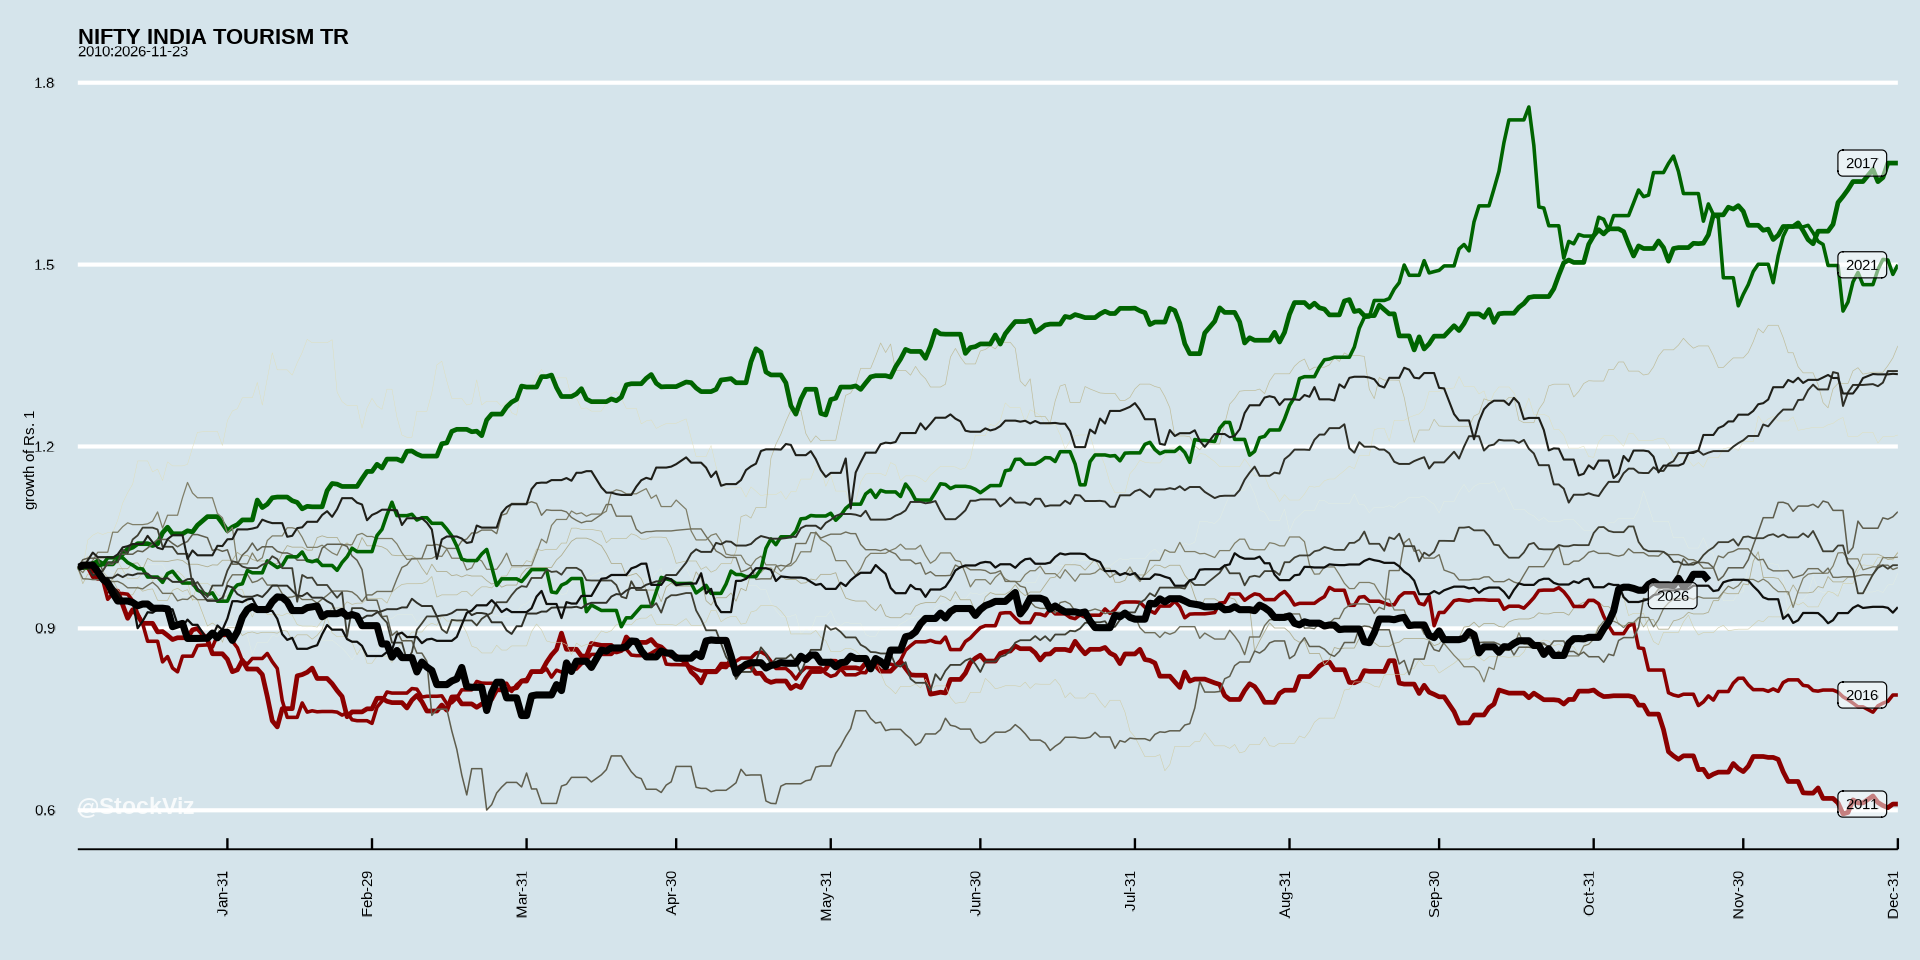 NIFTY INDIA TOURISM TR
2010:2026-11-23
1.8
1.5
1.2
0.9
0.6
growth of Rs. 1
2017
2021
2026
2016
2011
@StockViz
Jan-31
Feb-29
Mar-31
Apr-30
May-31
Jun-30
Jul-31
Aug-31
Sep-30
Oct-31
Nov-30
Dec-31